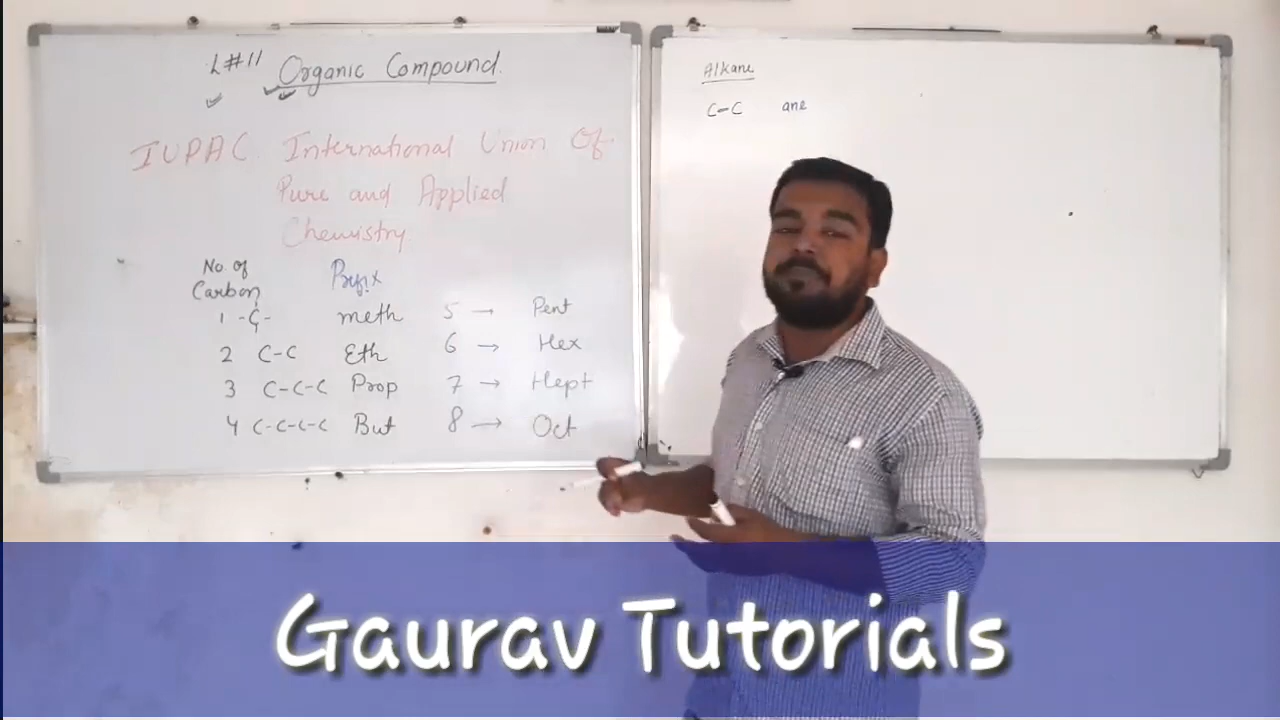 L#11 Organic Compound
IUPAC International Union Of
Pure and Applied
Chemistry
No. of
Carbon
Prefix
1 -C- meth 5 → Pent
2 C-C Eth 6 → Hex
3 C-C-C Prop 7 → Hept
4 C-C-C-C But 8 → Oct
Alkane
C-C ane
Gaurav Tutorials